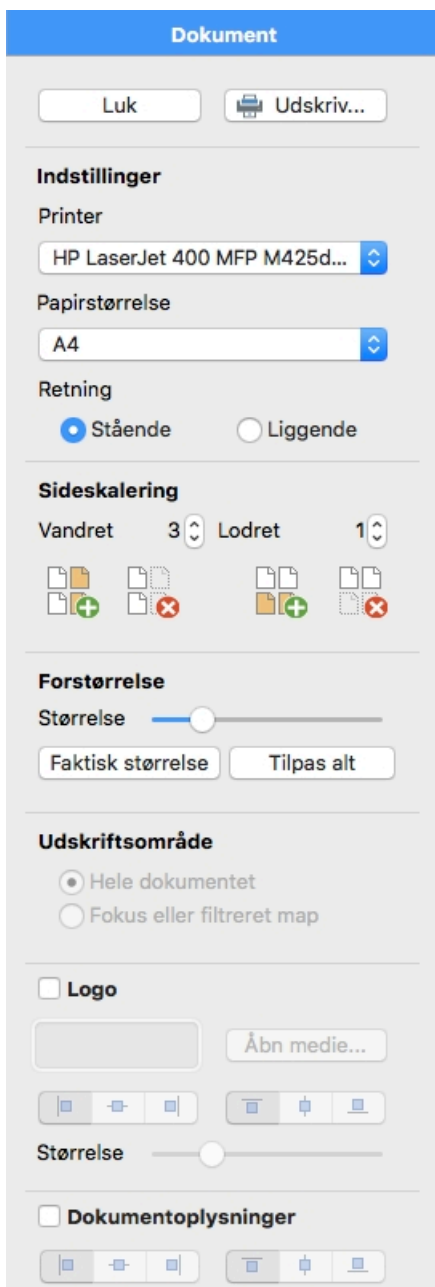 Dokument
Luk Udskriv...
Indstillinger
Printer
HP LaserJet 400 MFP M425d...
Papirstørrelse
A4
Retning
Stående Liggende
Sideskalering
Vandret 3 Lodret 1
Forstørrelse
Størrelse
Faktisk størrelse Tilpas alt
Udskriftsområde
Hele dokumentet
Fokus eller filtreret map
Logo
Åbn medie...
Størrelse
Dokumentoplysninger